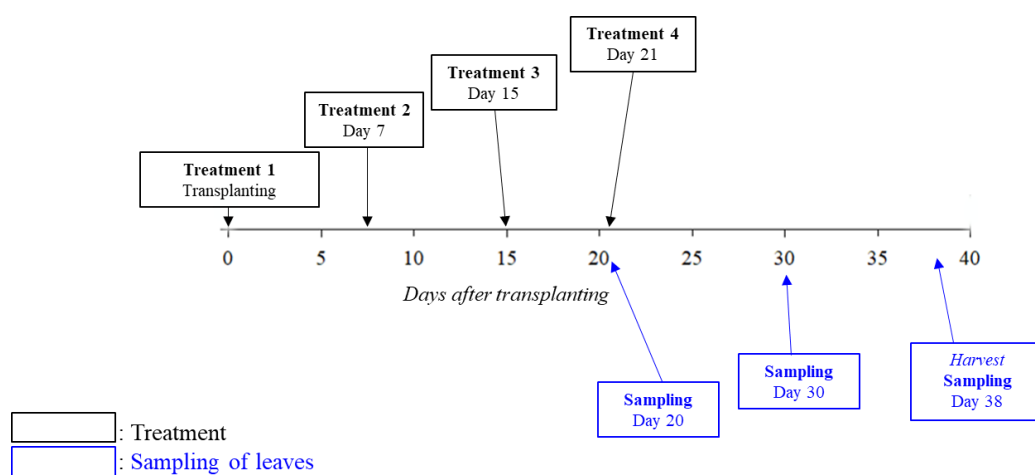 Treatment 4
Day 21
Treatment 3
Day 15
Treatment 2
Day 7
Treatment 1
Transplanting
0 5 10 15 20 25 30 35 40
Days after transplanting
Harvest
Sampling
Day 38
Sampling
Day 30
Sampling
Day 20
: Treatment
: Sampling of leaves